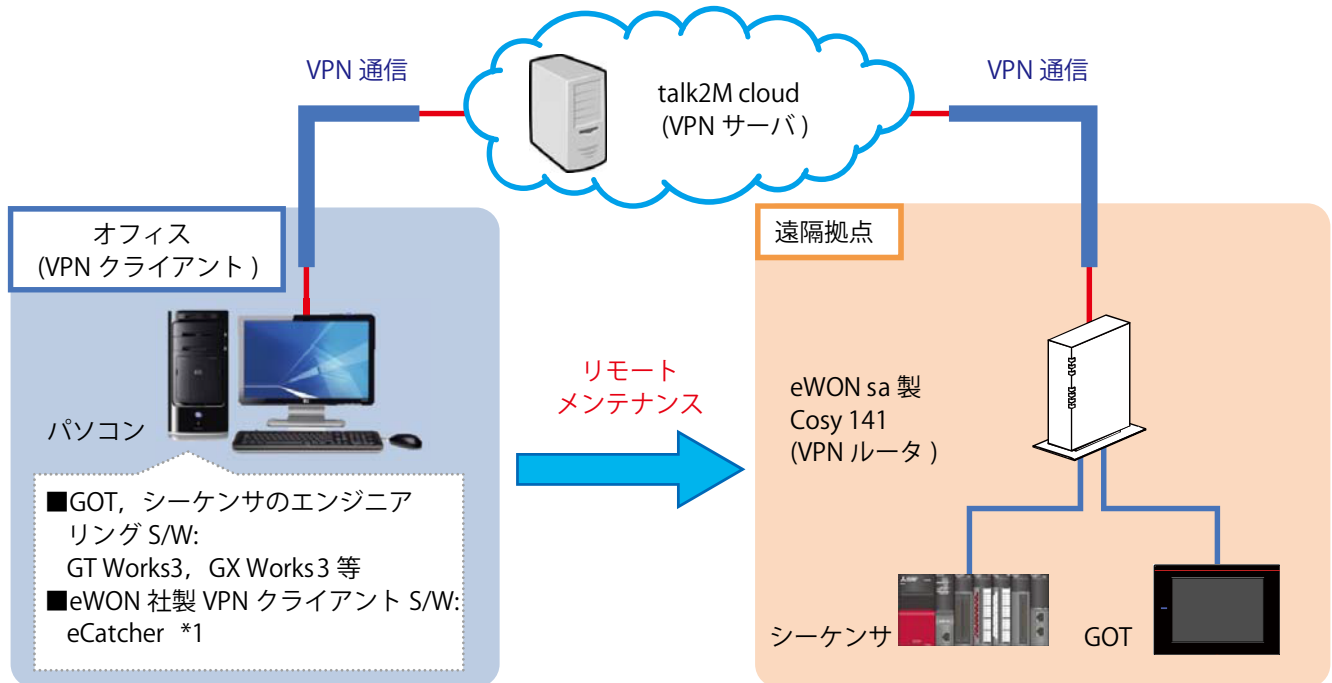 VPN 通信
talk2M cloud
(VPN サーバ )
VPN 通信
オフィス
(VPN クライアント )
パソコン
■GOT，シーケンサのエンジニア
リング S/W:
GT Works3，GX Works3 等
■eWON 社製 VPN クライアント S/W:
eCatcher *1
リモート
メンテナンス
遠隔拠点
eWON sa 製
Cosy 141
(VPN ルータ )
シーケンサ
GOT